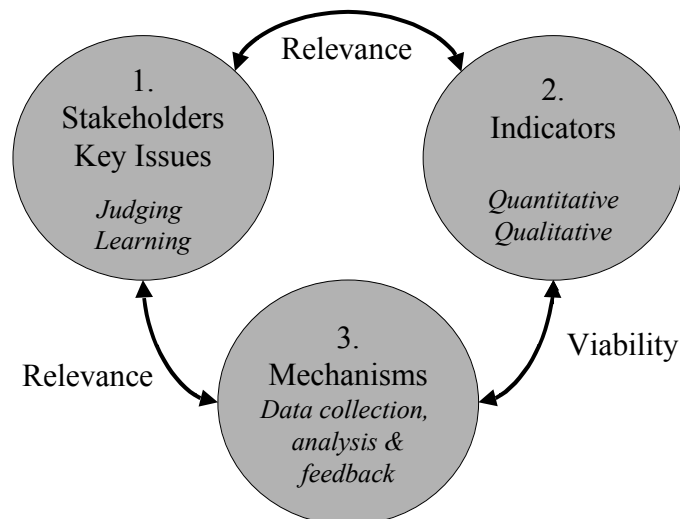 Relevance
1.
Stakeholders
Key Issues
Judging
Learning
2.
Indicators
Quantitative
Qualitative
Relevance
3.
Mechanisms
Data collection,
analysis &
feedback
Viability